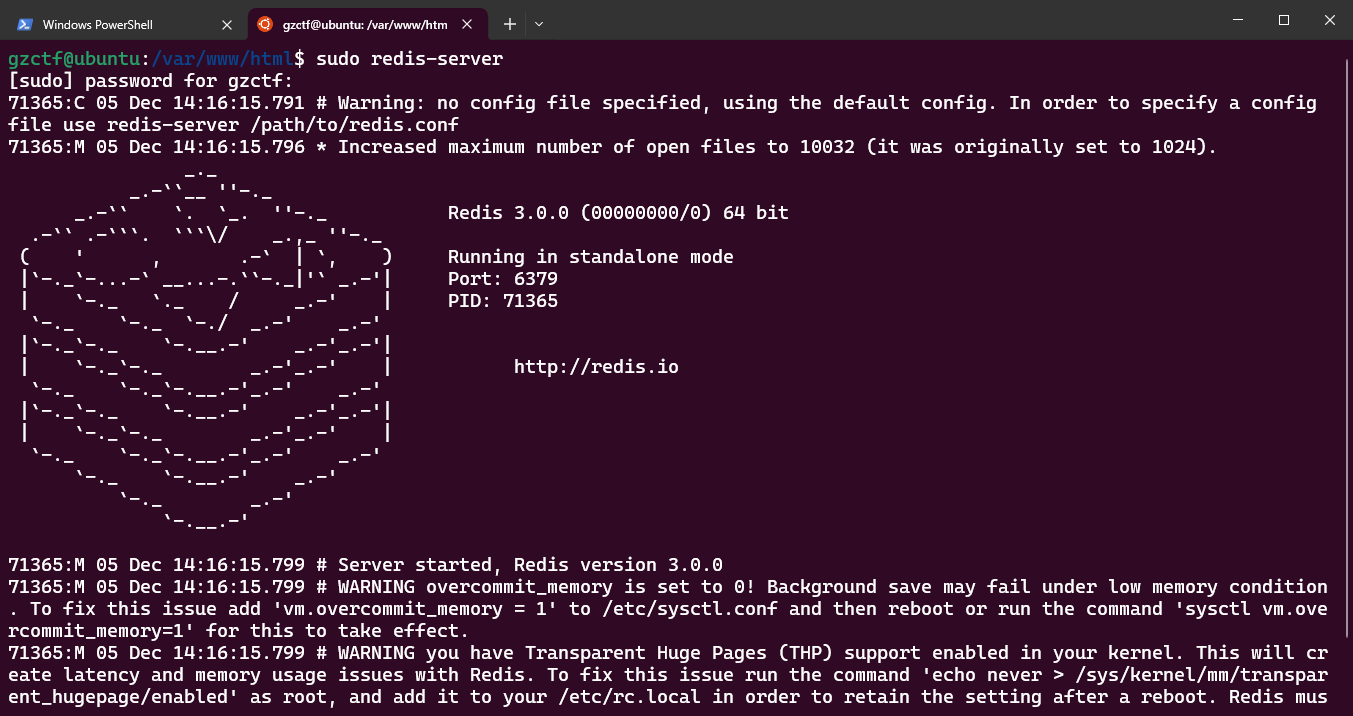 Windows PowerShell
gzctf@ubuntu: /var/www/htm
gzctf@ubuntu:/var/www/html$ sudo redis-server
[sudo] password for gzctf:
71365:C 05 Dec 14:16:15.791 # Warning: no config file specified, using the default config. In order to specify a config
file use redis-server /path/to/redis.conf
71365:M 05 Dec 14:16:15.796 * Increased maximum number of open files to 10032 (it was originally set to 1024).
Redis 3.0.0 (00000000/0) 64 bit
Running in standalone mode
Port: 6379
PID: 71365
http://redis.io
71365:M 05 Dec 14:16:15.799 # Server started, Redis version 3.0.0
71365:M 05 Dec 14:16:15.799 # WARNING overcommit_memory is set to 0! Background save may fail under low memory condition
. To fix this issue add 'vm.overcommit_memory = 1' to /etc/sysctl.conf and then reboot or run the command 'sysctl vm.ove
rcommit_memory=1' for this to take effect.
71365:M 05 Dec 14:16:15.799 # WARNING you have Transparent Huge Pages (THP) support enabled in your kernel. This will cr
eate latency and memory usage issues with Redis. To fix this issue run the command 'echo never > /sys/kernel/mm/transpar
ent_hugepage/enabled' as root, and add it to your /etc/rc.local in order to retain the setting after a reboot. Redis mus